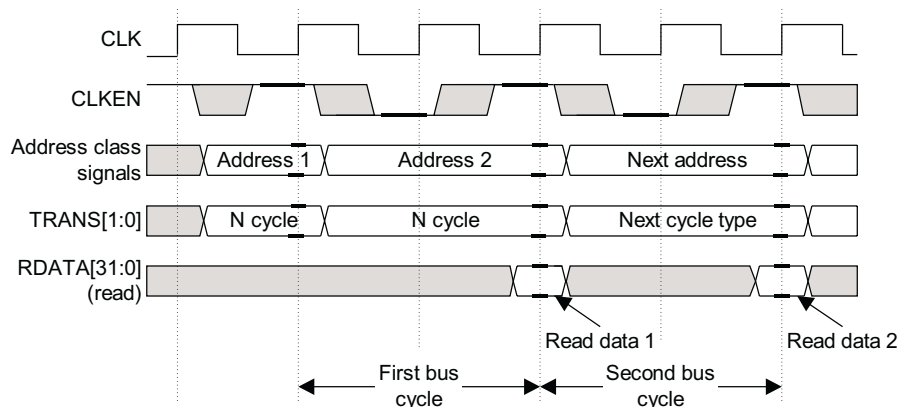 CLK
CLKEN
Address class
signals
Address 1
Address 2
Next address
TRANS[1:0]
N cycle
N cycle
Next cycle type
RDATA[31:0]
(read)
Read data 1
Read data 2
First bus
cycle
Second bus
cycle